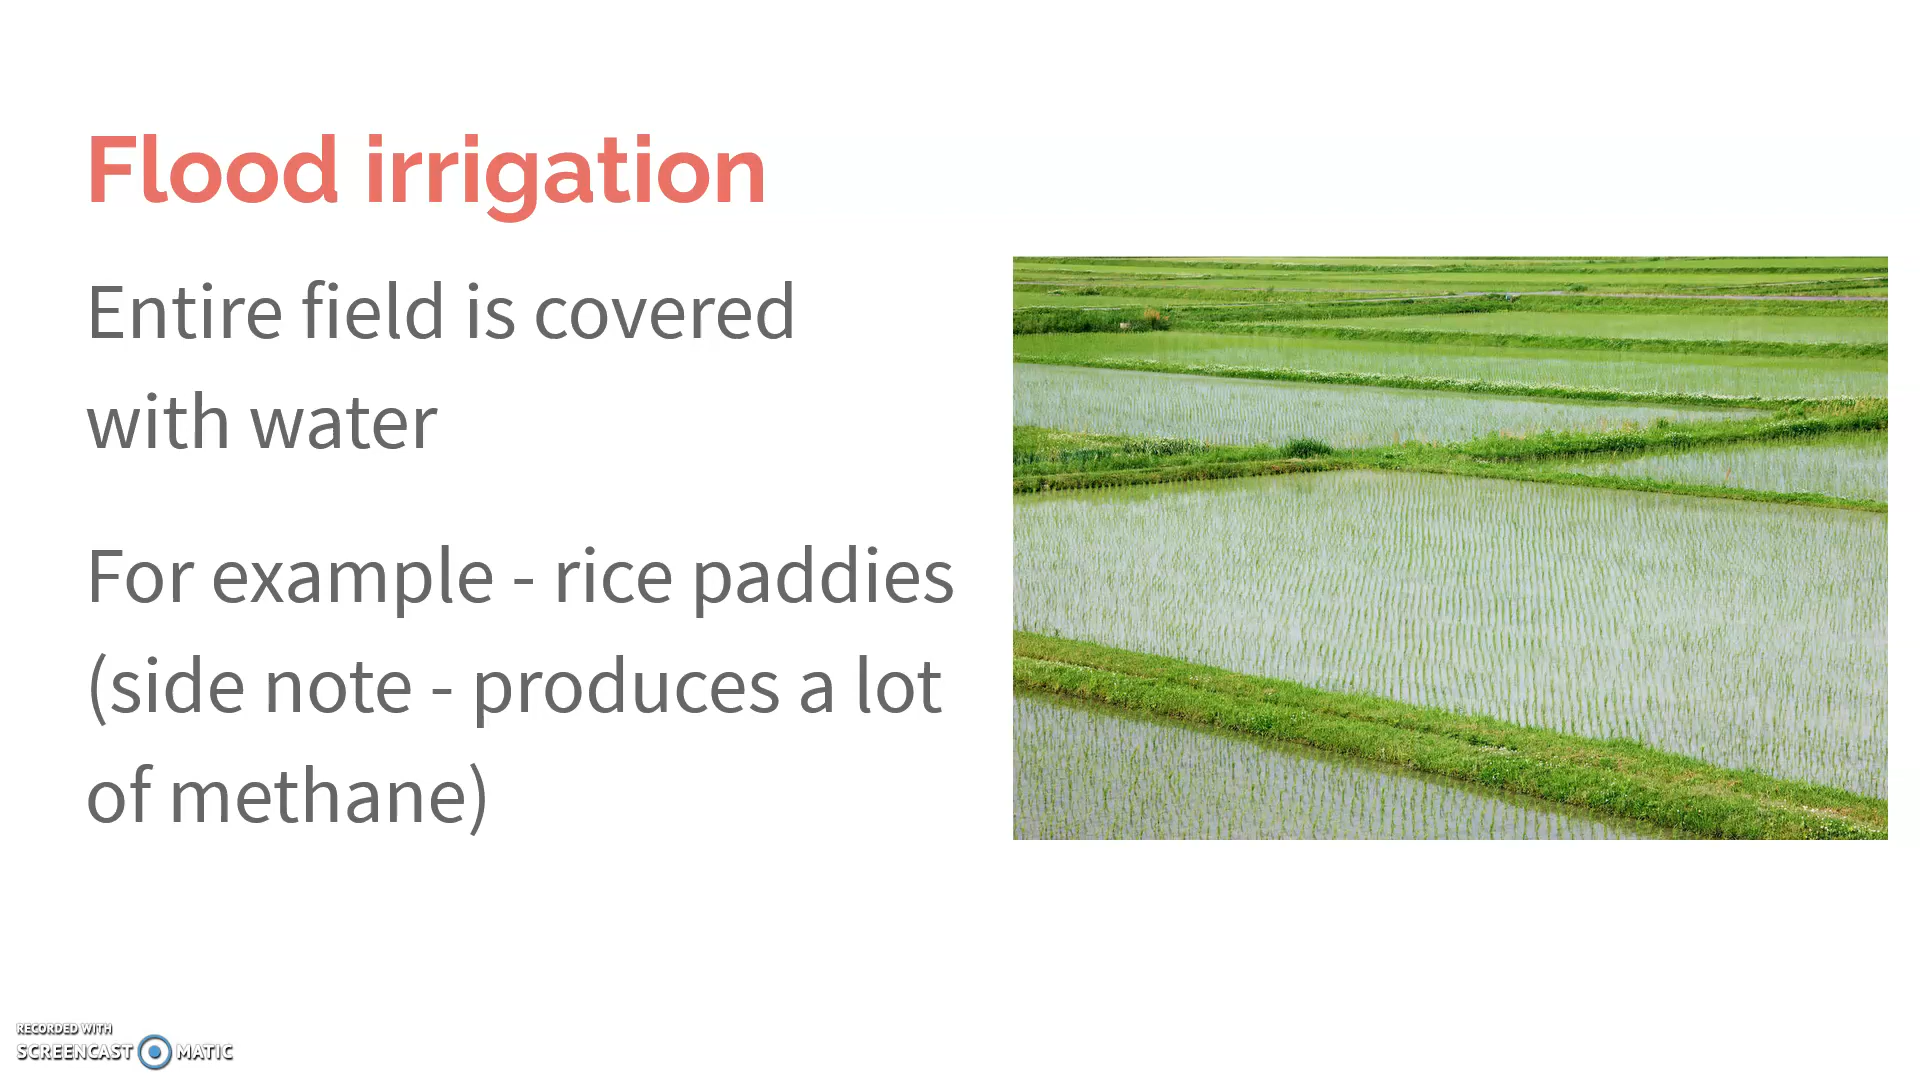 Flood irrigation
Entire field is covered
with water
For example - rice paddies
(side note - produces a lot
of methane)
RECORDED WITH
SCREENCAST MATIC